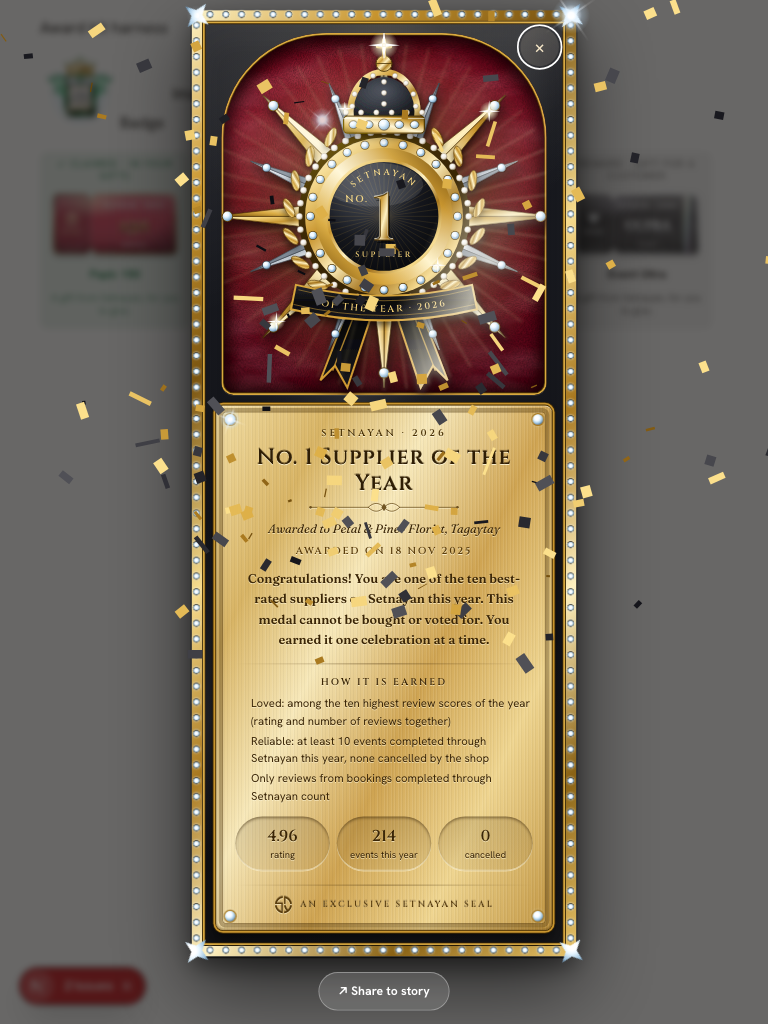 ×
SETNAYAN
NO.
1
SUPPLIER
OF THE YEAR · 2026
SETNAYAN · 2026
No. 1 Supplier of the
Year
Awarded to Petal & Pine Florist, Tagaytay
AWARDED ON 18 NOV 2025
Congratulations! You are one of the ten best-
rated suppliers on Setnayan this year. This
medal cannot be bought or voted for. You
earned it one celebration at a time.
HOW IT IS EARNED
Loved: among the ten highest review scores of the year
(rating and number of reviews together)
Reliable: at least 10 events completed through
Setnayan this year, none cancelled by the shop
Only reviews from bookings completed through
Setnayan count
4.96
rating
214
events this year
0
cancelled
AN EXCLUSIVE SETNAYAN SEAL
↗ Share to story